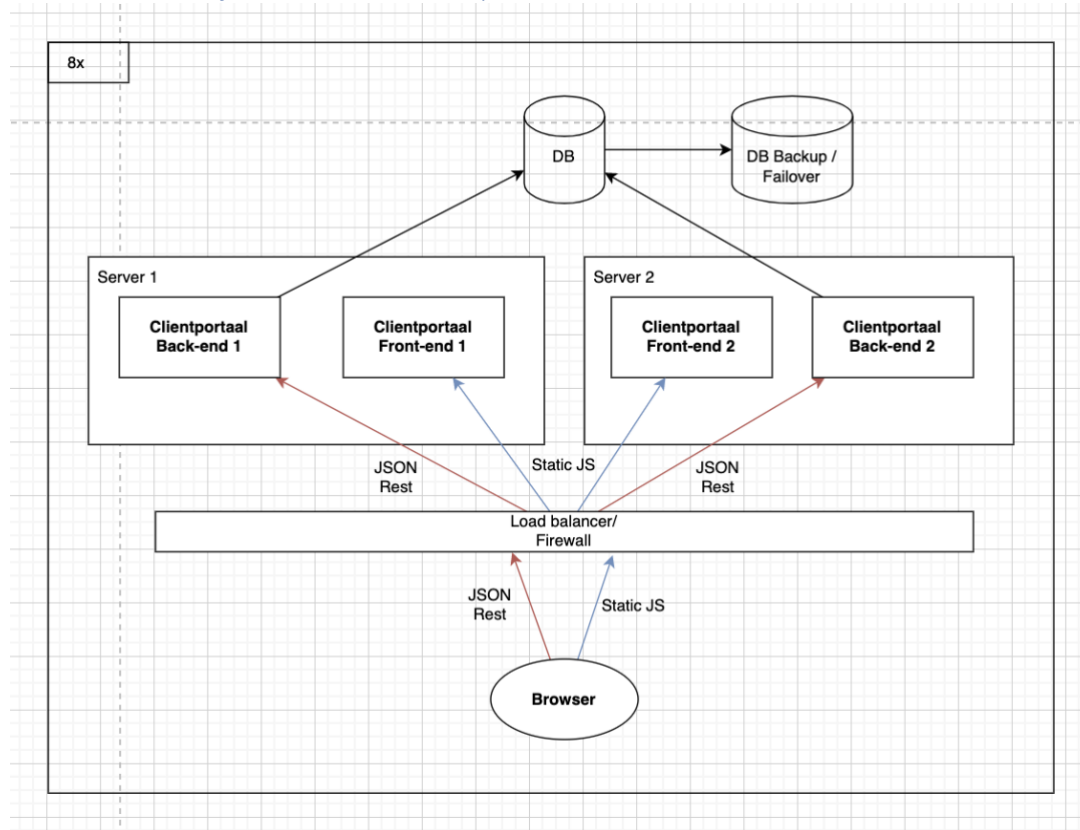 8x
DB
DB Backup /
Failover
Server 1
Server 2
Clientportaal
Back-end 1
Clientportaal
Front-end 1
Clientportaal
Front-end 2
Clientportaal
Back-end 2
JSON
Rest
Static JS
JSON
Rest
Load balancer/
Firewall
JSON
Rest
Static JS
Browser